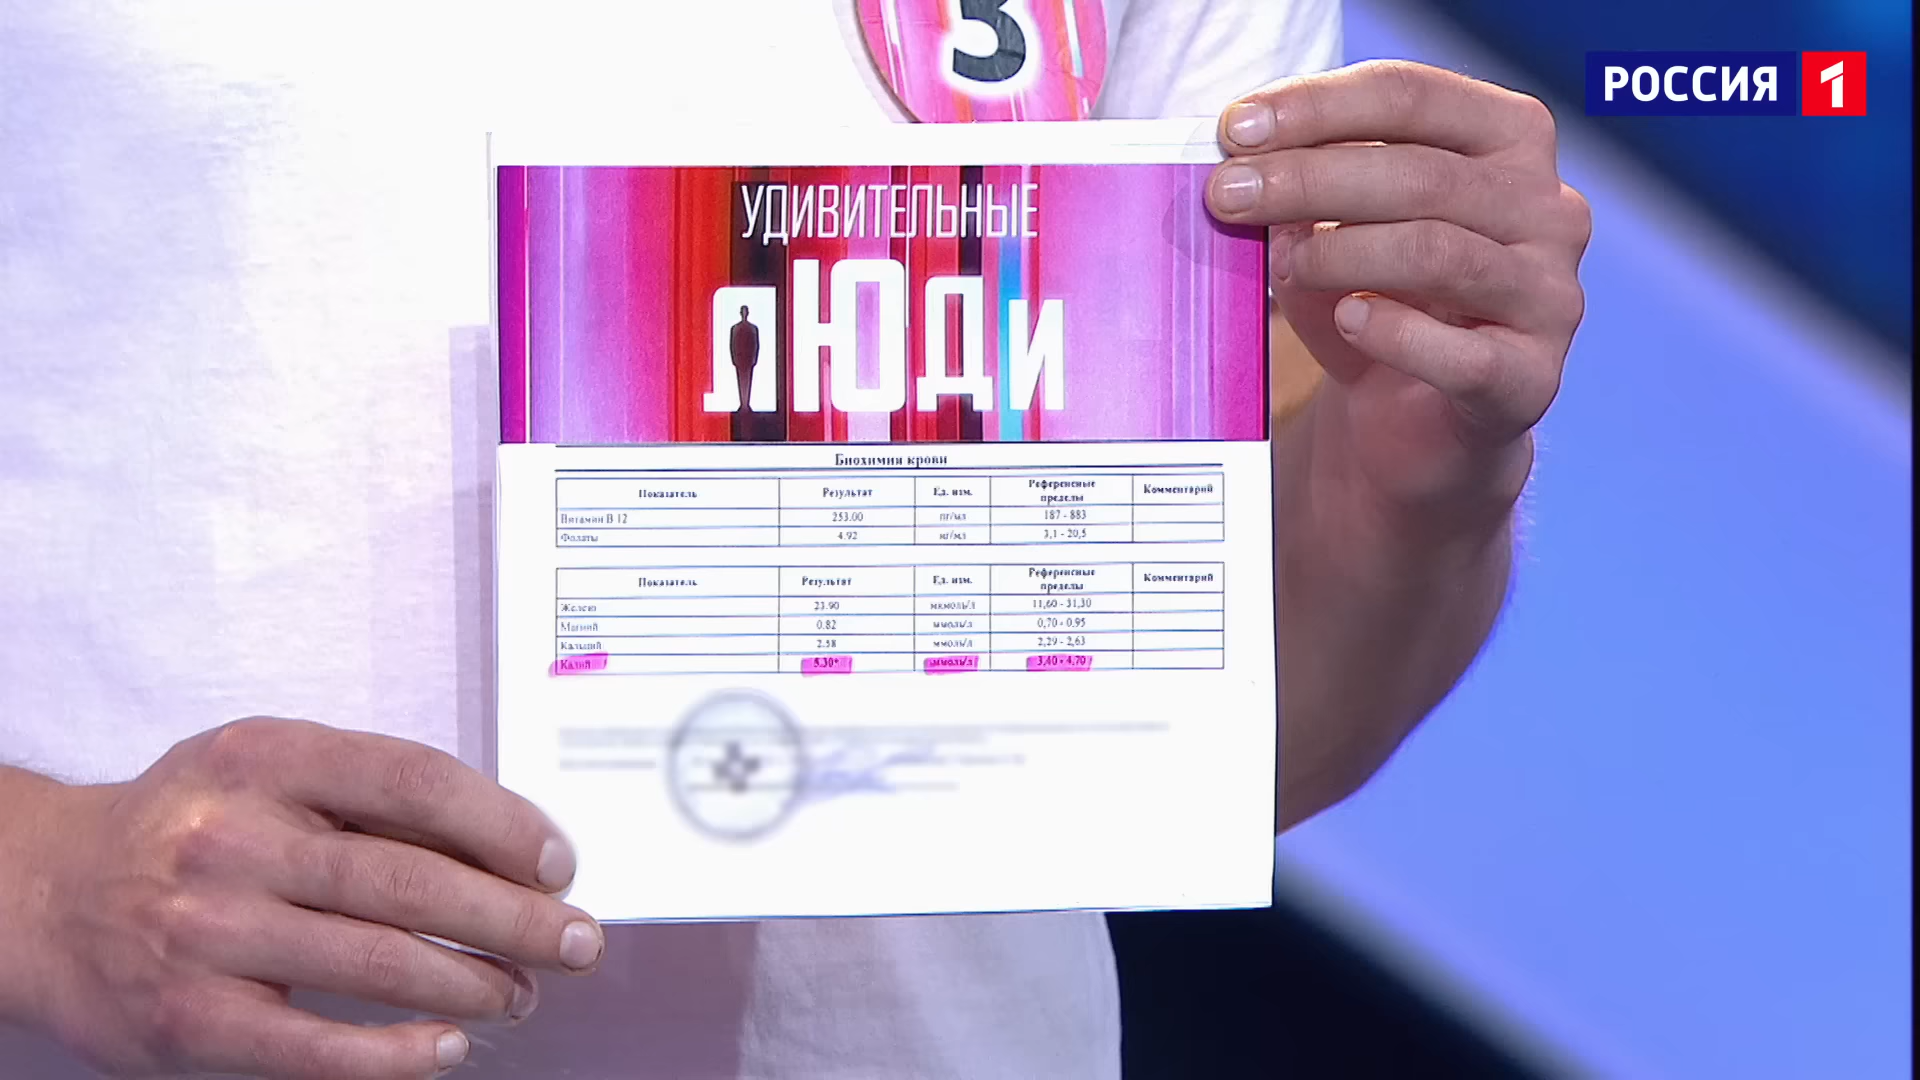 3
РОССИЯ 1
УДИВИТЕЛЬНЫЕ
ЛЮДИ
Биохимия крови
Показатель Результат Ед. изм. Референсные пределы Комментарий
Витамин В 12 253.00 пг/мл 187 - 883
Фолаты 4.92 нг/мл 3,1 - 20,5
Показатель Результат Ед. изм. Референсные пределы Комментарий
Железо 23.90 мкмоль/л 11,60 - 31,30
Магний 0.82 ммоль/л 0,70 - 0,95
Кальций 2.58 ммоль/л 2,29 - 2,63
Калий 5.30* ммоль/л 3,40 - 4,70